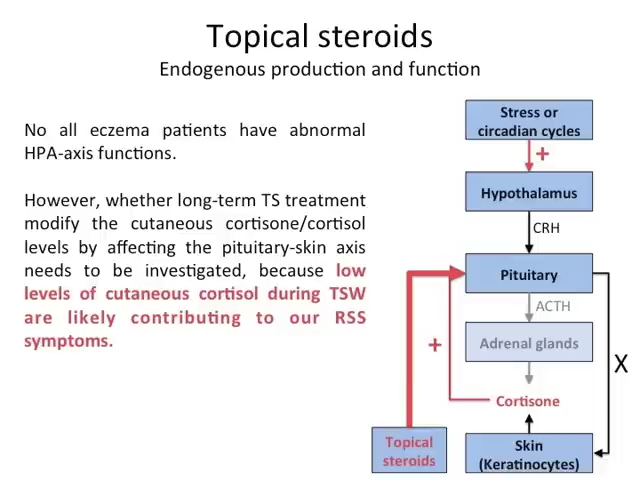 Topical steroids
Endogenous production and function
No all eczema patients have abnormal
HPA-axis functions.
However, whether long-term TS treatment
modify the cutaneous cortisone/cortisol
levels by affecting the pituitary-skin axis
needs to be investigated, because low
levels of cutaneous cortisol during TSW
are likely contributing to our RSS
symptoms.
Stress or
circadian cycles
+
Hypothalamus
CRH
Pituitary
ACTH
+
Adrenal glands
X
Cortisone
Topical
steroids
Skin
(Keratinocytes)